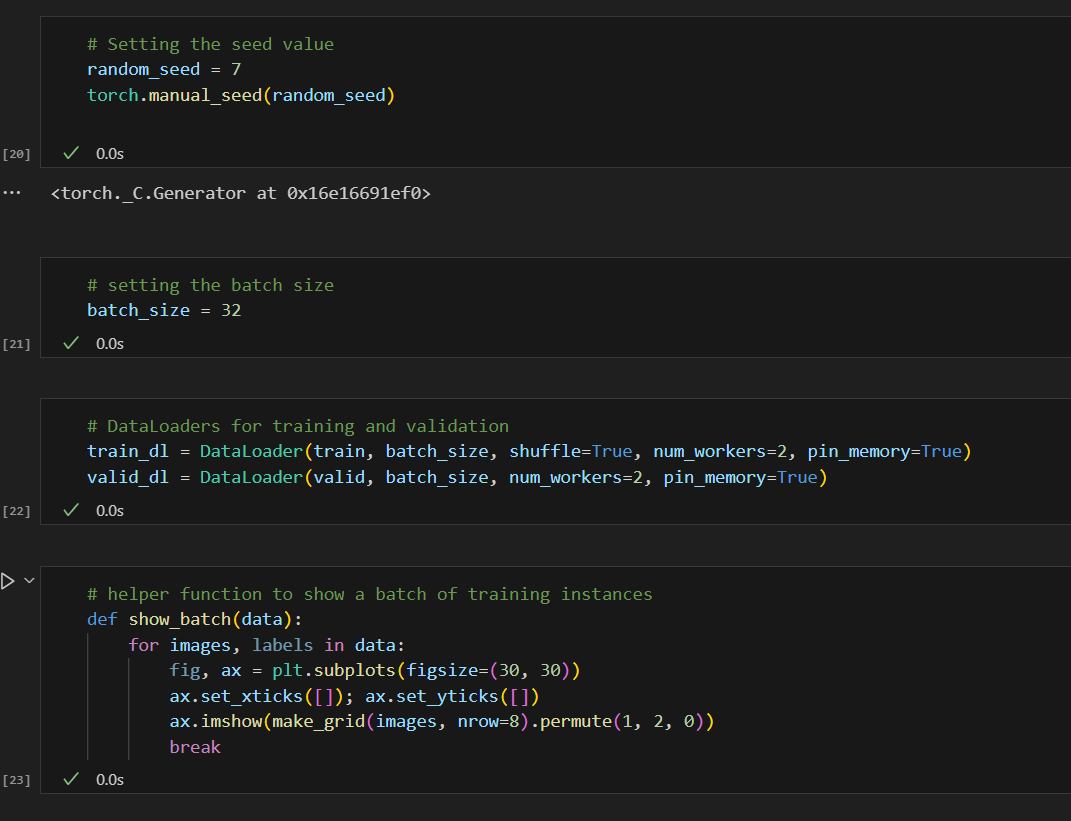 # Setting the seed value
random_seed = 7
torch.manual_seed(random_seed)
[20]
0.0s
... <torch._C.Generator at 0x16e16691ef0>
# setting the batch size
batch_size = 32
[21]
0.0s
# DataLoaders for training and validation
train_dl = DataLoader(train, batch_size, shuffle=True, num_workers=2, pin_memory=True)
valid_dl = DataLoader(valid, batch_size, num_workers=2, pin_memory=True)
[22]
0.0s
# helper function to show a batch of training instances
def show_batch(data):
    for images, labels in data:
        fig, ax = plt.subplots(figsize=(30, 30))
        ax.set_xticks([]); ax.set_yticks([])
        ax.imshow(make_grid(images, nrow=8).permute(1, 2, 0))
        break
[23]
0.0s